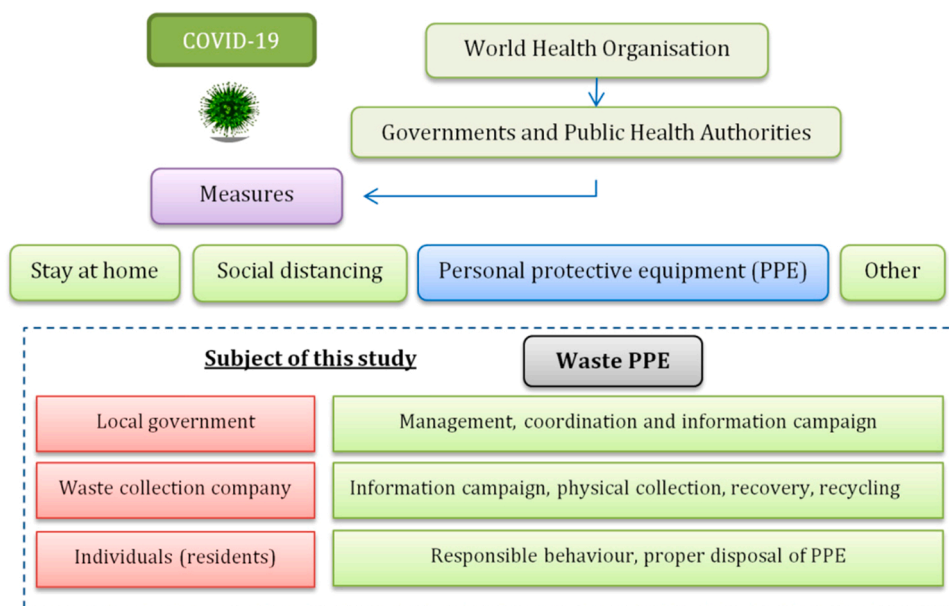 COVID-19
World Health Organisation
Governments and Public Health Authorities
Measures
Stay at home
Social distancing
Personal protective equipment (PPE)
Other
Subject of this study
Waste PPE
Local government
Management, coordination and information campaign
Waste collection company
Information campaign, physical collection, recovery, recycling
Individuals (residents)
Responsible behaviour, proper disposal of PPE